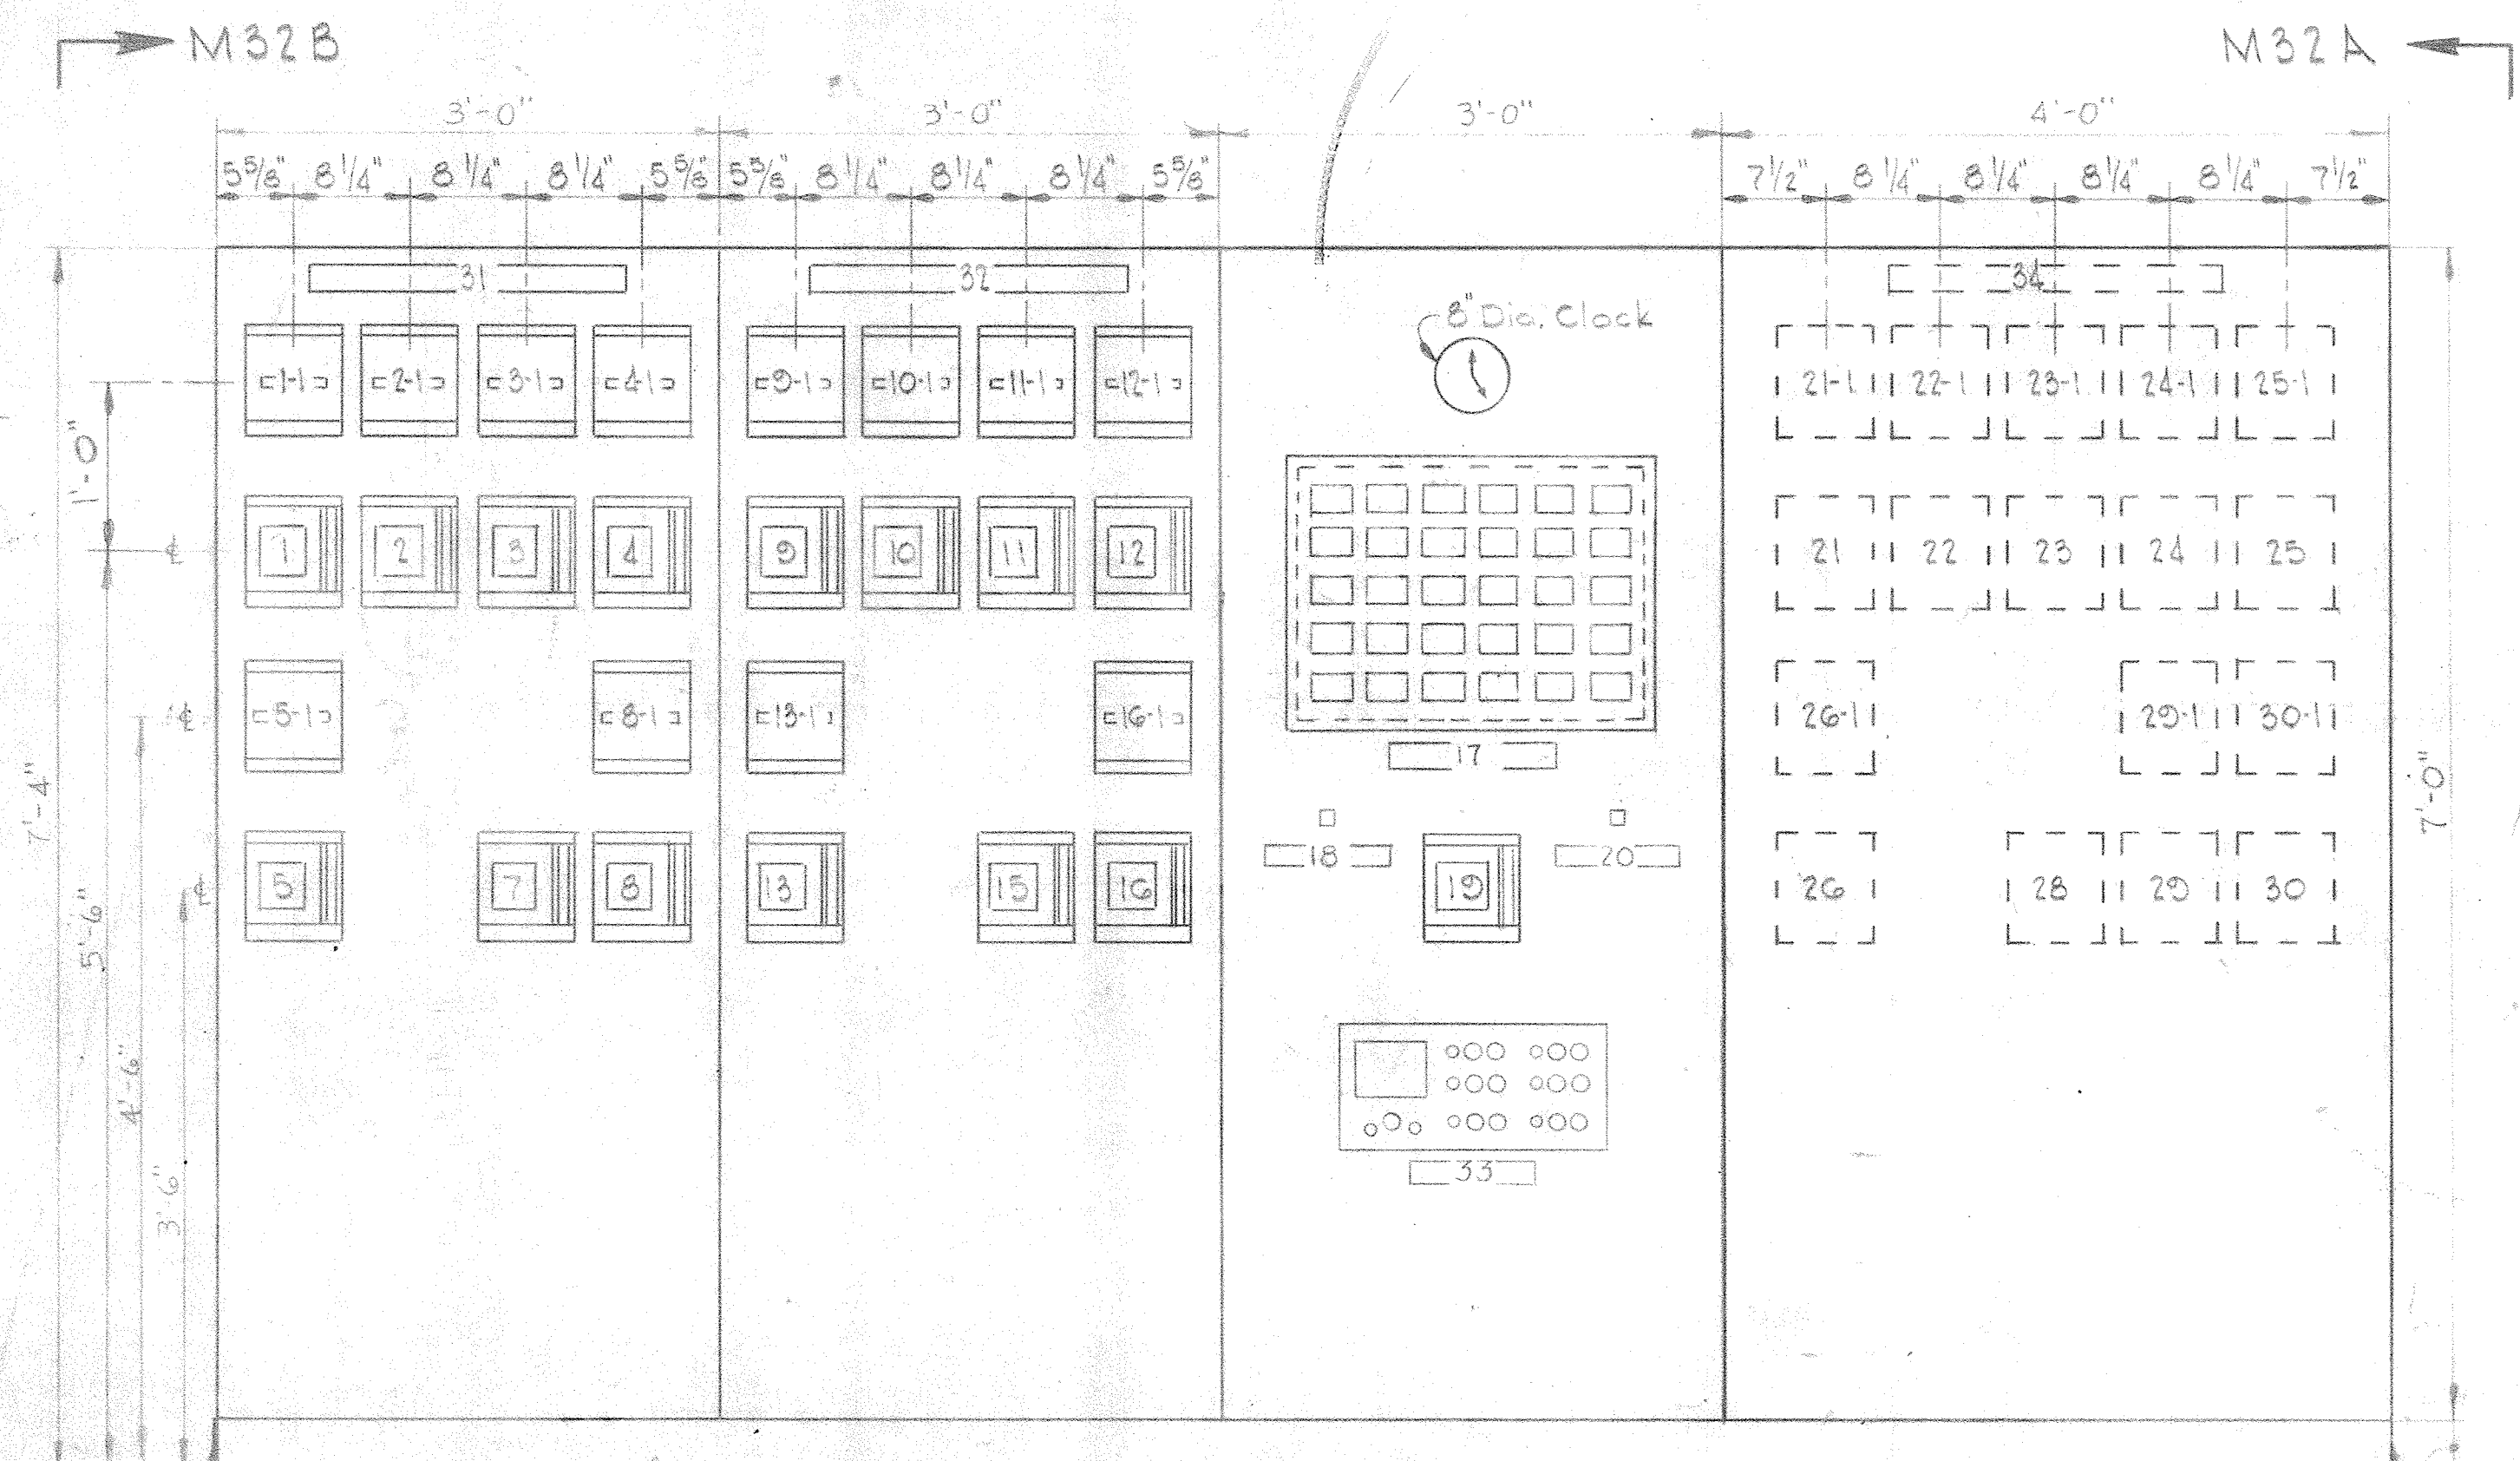 M32B M32A
3'-0" 3'-0" 3'-0" 4'-0"
5 5/8" 8 1/4" 8 1/4" 8 1/4" 5 5/8" 5 5/8" 8 1/4" 8 1/4" 8 1/4" 5 5/8" 7 1/2" 8 1/4" 8 1/4" 8 1/4" 8 1/4" 7 1/2"
31 32 34
8" Dia. Clock
1-1 2-1 3-1 4-1 9-1 10-1 11-1 12-1 21-1 22-1 23-1 24-1 25-1
1'-0"
℄ 1 2 3 4 9 10 11 12 21 22 23 24 25
℄ 5-1 8-1 13-1 16-1 26-1 29-1 30-1
17
7'-4" 7'-0"
18 20
℄ 5 7 8 13 15 16 19 26 28 29 30
5'-6"
4'-6"
3'-6"
33